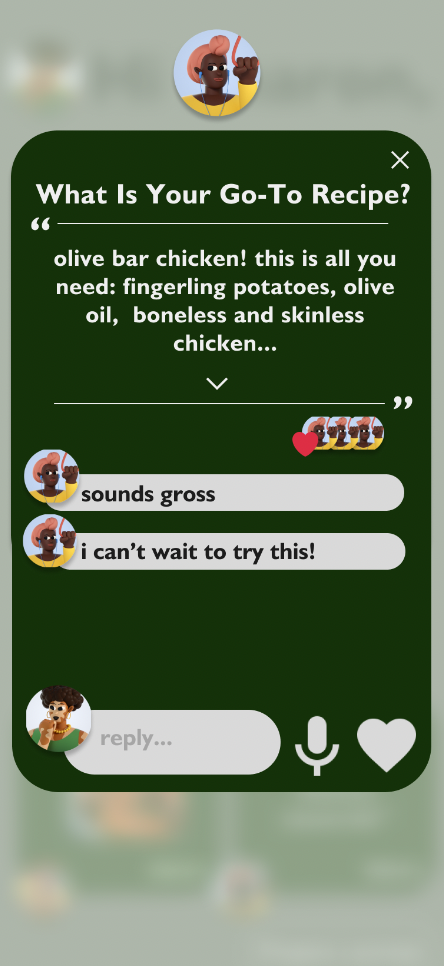 What Is Your Go-To Recipe?
“
olive bar chicken! this is all you
need: fingerling potatoes, olive
oil,  boneless and skinless
chicken...
”
sounds gross
i can’t wait to try this!
reply...